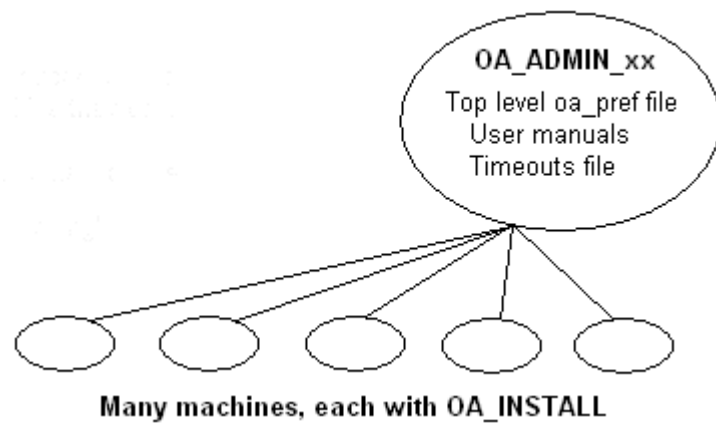 OA_ADMIN_xx
Top level oa_pref file
User manuals
Timeouts file
Many machines, each with OA_INSTALL